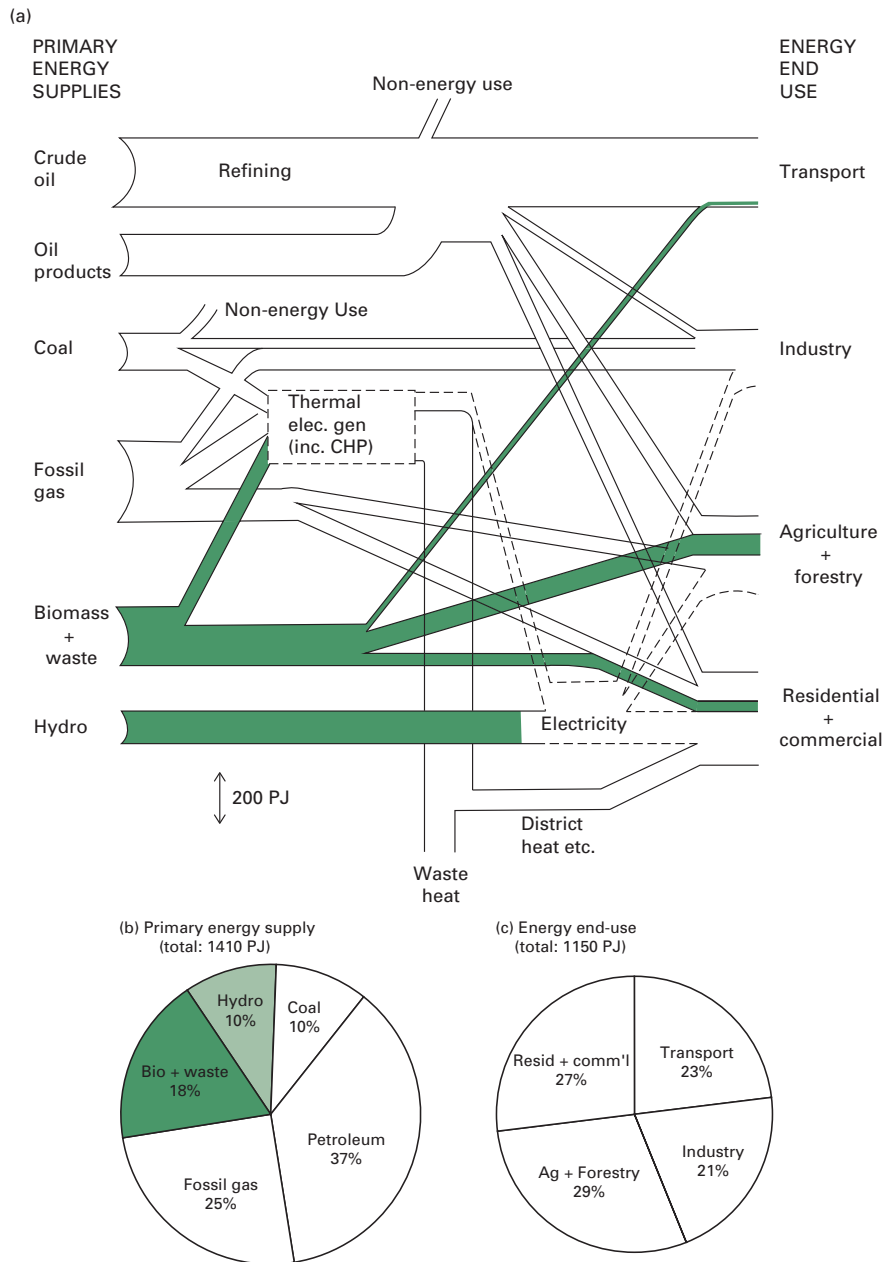 (a)
PRIMARY
ENERGY
SUPPLIES
ENERGY
END
USE
Non-energy use
Crude
oil
Refining
Transport
Oil
products
Non-energy Use
Coal
Industry
Thermal
elec. gen
(inc. CHP)
Fossil
gas
Agriculture
+
forestry
Biomass
+
waste
Hydro
Electricity
Residential
+
commercial
200 PJ
District
heat etc.
Waste
heat
(b) Primary energy supply
(total: 1410 PJ)
Hydro
10%
Coal
10%
Bio + waste
18%
Petroleum
37%
Fossil gas
25%
(c) Energy end-use
(total: 1150 PJ)
Resid + comm'l
27%
Transport
23%
Ag + Forestry
29%
Industry
21%